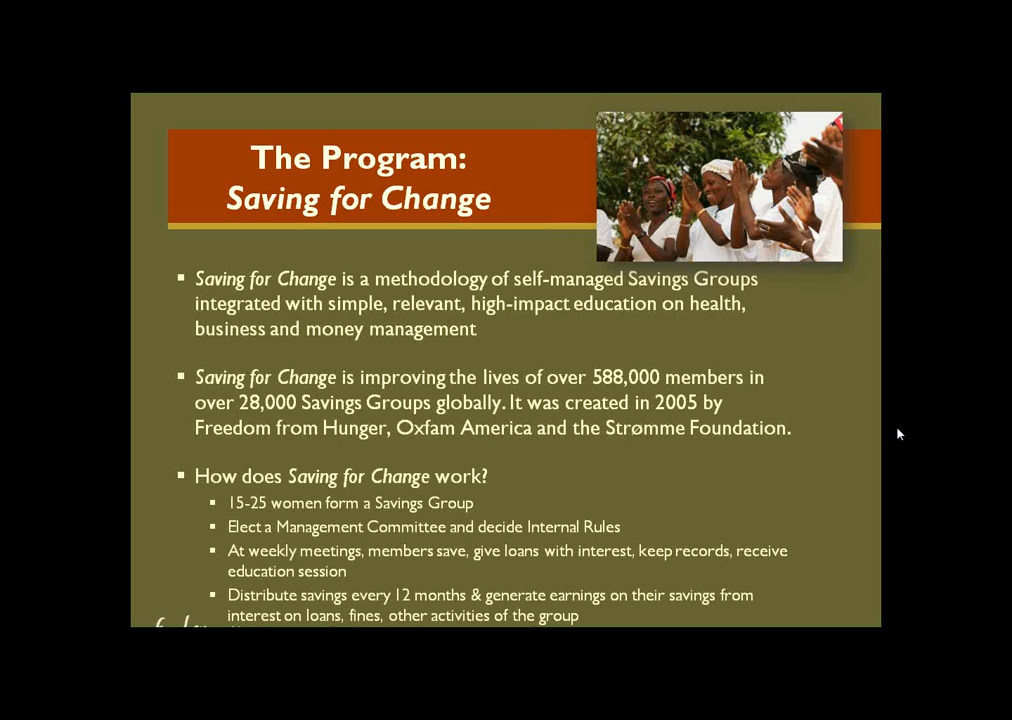 The Program:
Saving for Change
▪ Saving for Change is a methodology of self-managed Savings Groups
integrated with simple, relevant, high-impact education on health,
business and money management
▪ Saving for Change is improving the lives of over 588,000 members in
over 28,000 Savings Groups globally. It was created in 2005 by
Freedom from Hunger, Oxfam America and the Strømme Foundation.
▪ How does Saving for Change work?
▪ 15-25 women form a Savings Group
▪ Elect a Management Committee and decide Internal Rules
▪ At weekly meetings, members save, give loans with interest, keep records, receive
education session
▪ Distribute savings every 12 months & generate earnings on their savings from
interest on loans, fines, other activities of the group